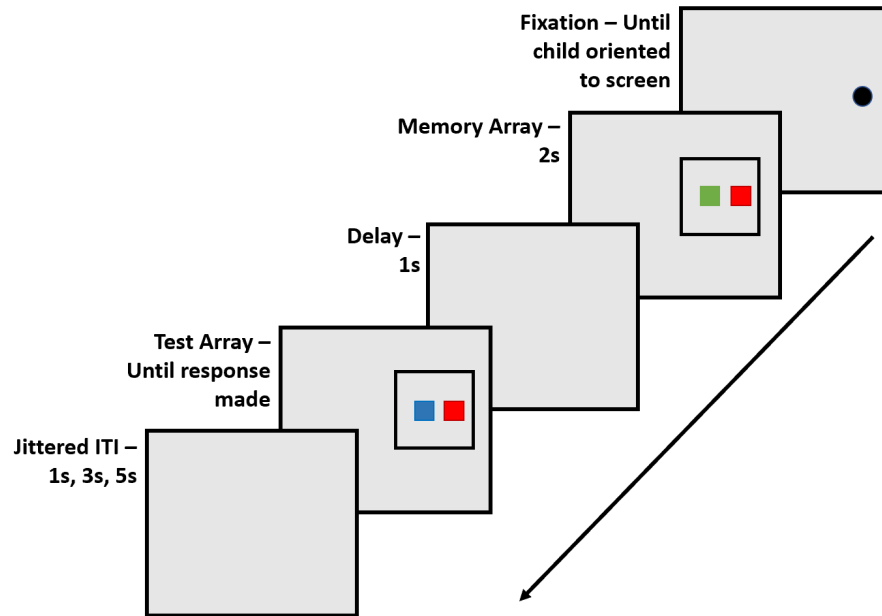 Fixation – Until
child oriented
to screen
Memory Array –
2s
Delay –
1s
Test Array –
Until response
made
Jittered ITI –
1s, 3s, 5s